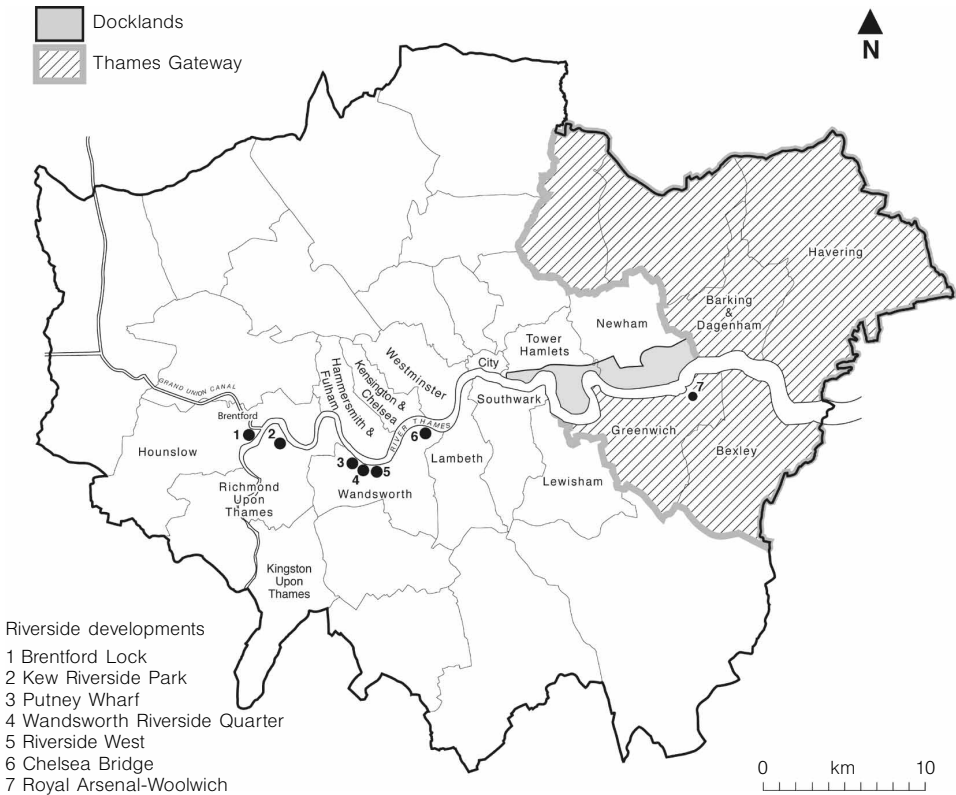 Docklands
Thames Gateway
N
Havering
Barking
&
Dagenham
Newham
Tower
Hamlets
City
Westminster
Kensington &
Chelsea
Hammersmith &
Fulham
Southwark
GRAND UNION CANAL
RIVER THAMES
Brentford
1
2
3
4
5
6
7
Hounslow
Richmond
Upon
Thames
Wandsworth
Lambeth
Lewisham
Greenwich
Bexley
Kingston
Upon
Thames
Riverside developments
1 Brentford Lock
2 Kew Riverside Park
3 Putney Wharf
4 Wandsworth Riverside Quarter
5 Riverside West
6 Chelsea Bridge
7 Royal Arsenal-Woolwich
0 km 10